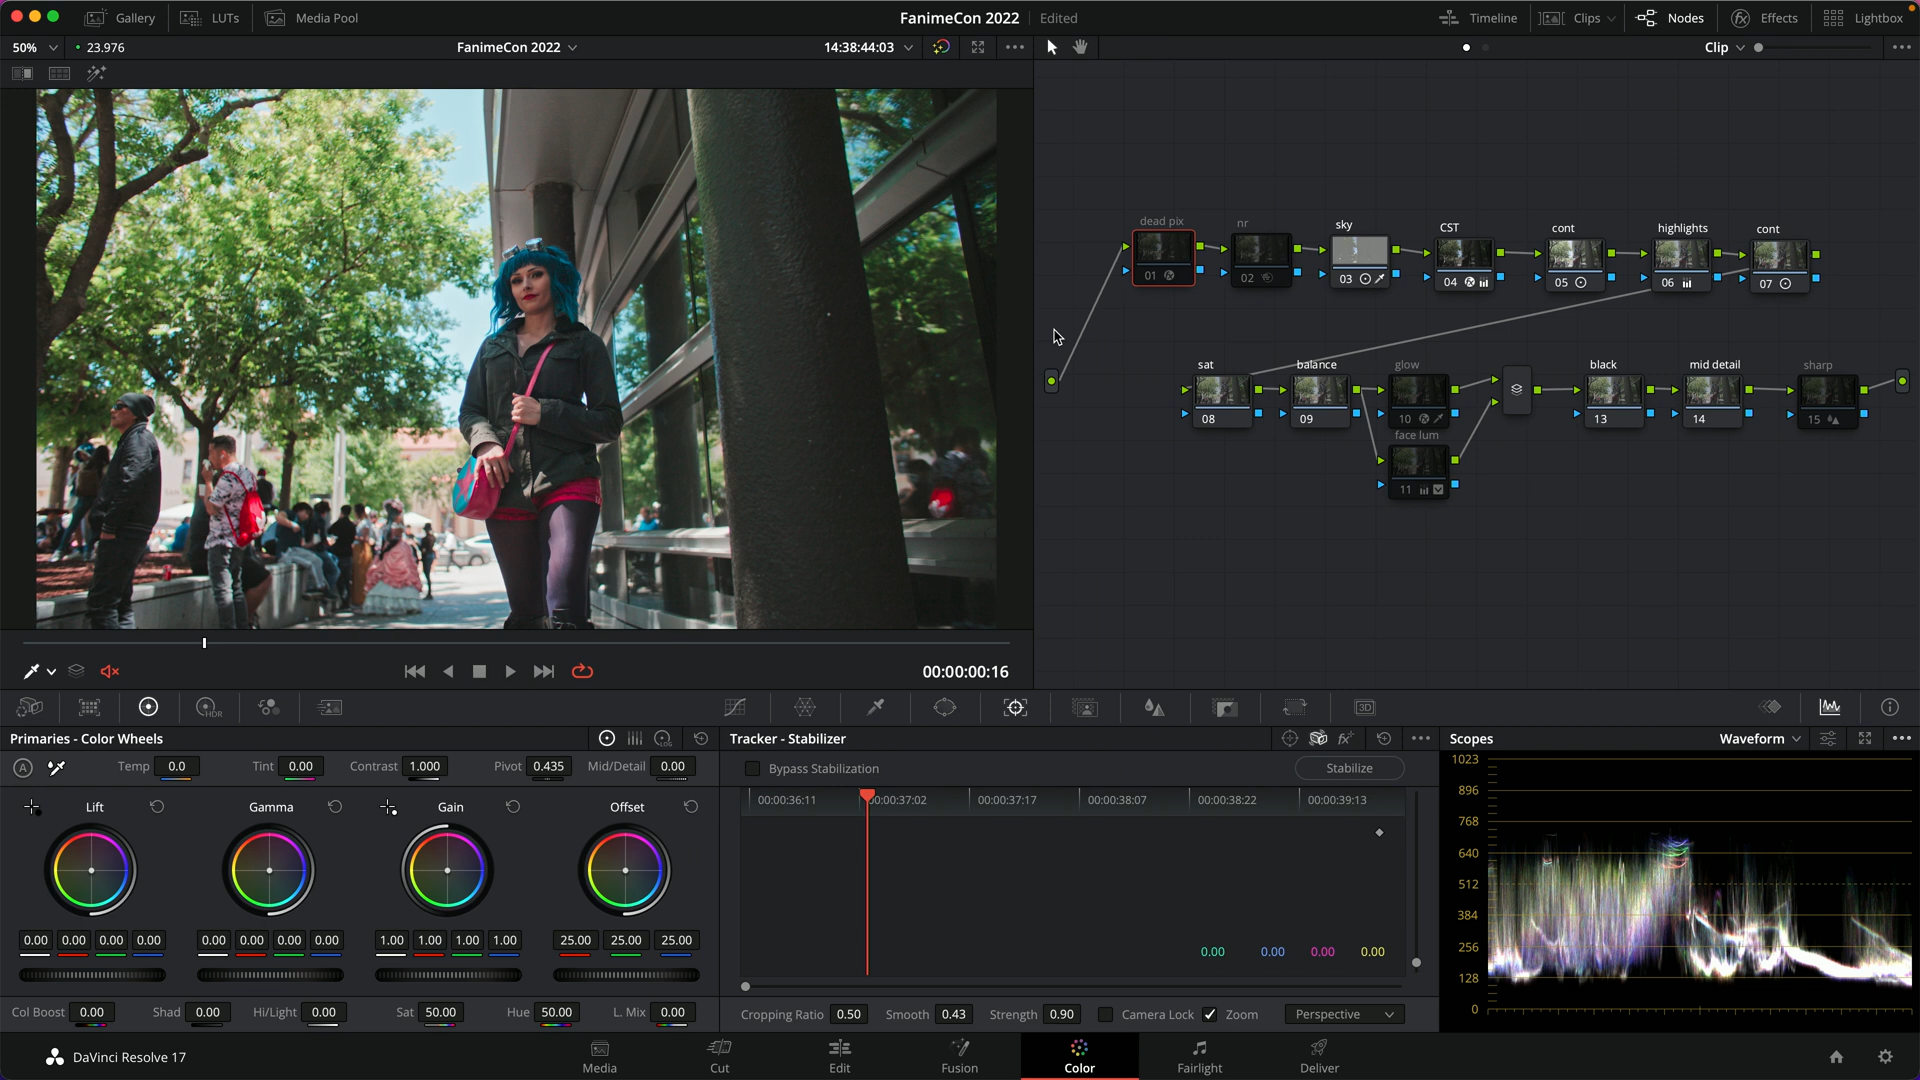 Gallery LUTs Media Pool FanimeCon 2022 Edited Timeline Clips Nodes Effects Lightbox
50% 23.976 FanimeCon 2022 14:38:44:03 Clip
dead pix nr sky CST cont highlights cont
01 02 03 04 05 06 07
sat balance glow black mid detail sharp
08 09 10 13 14 15
face lum
11
00:00:00:16
HDR 3D
Primaries - Color Wheels LOG Tracker - Stabilizer fx Scopes Waveform
A Temp 0.0 Tint 0.00 Contrast 1.000 Pivot 0.435 Mid/Detail 0.00 Bypass Stabilization Stabilize
Lift Gamma Gain Offset
00:00:36:11 00:00:37:02 00:00:37:17 00:00:38:07 00:00:38:22 00:00:39:13
0.00 0.00 0.00 0.00 0.00 0.00 0.00 0.00 1.00 1.00 1.00 1.00 25.00 25.00 25.00
0.00 0.00 0.00 0.00
Col Boost 0.00 Shad 0.00 Hi/Light 0.00 Sat 50.00 Hue 50.00 L. Mix 0.00
Cropping Ratio 0.50 Smooth 0.43 Strength 0.90 Camera Lock Zoom Perspective
1023
896
768
640
512
384
256
128
0
DaVinci Resolve 17 Media Cut Edit Fusion Color Fairlight Deliver